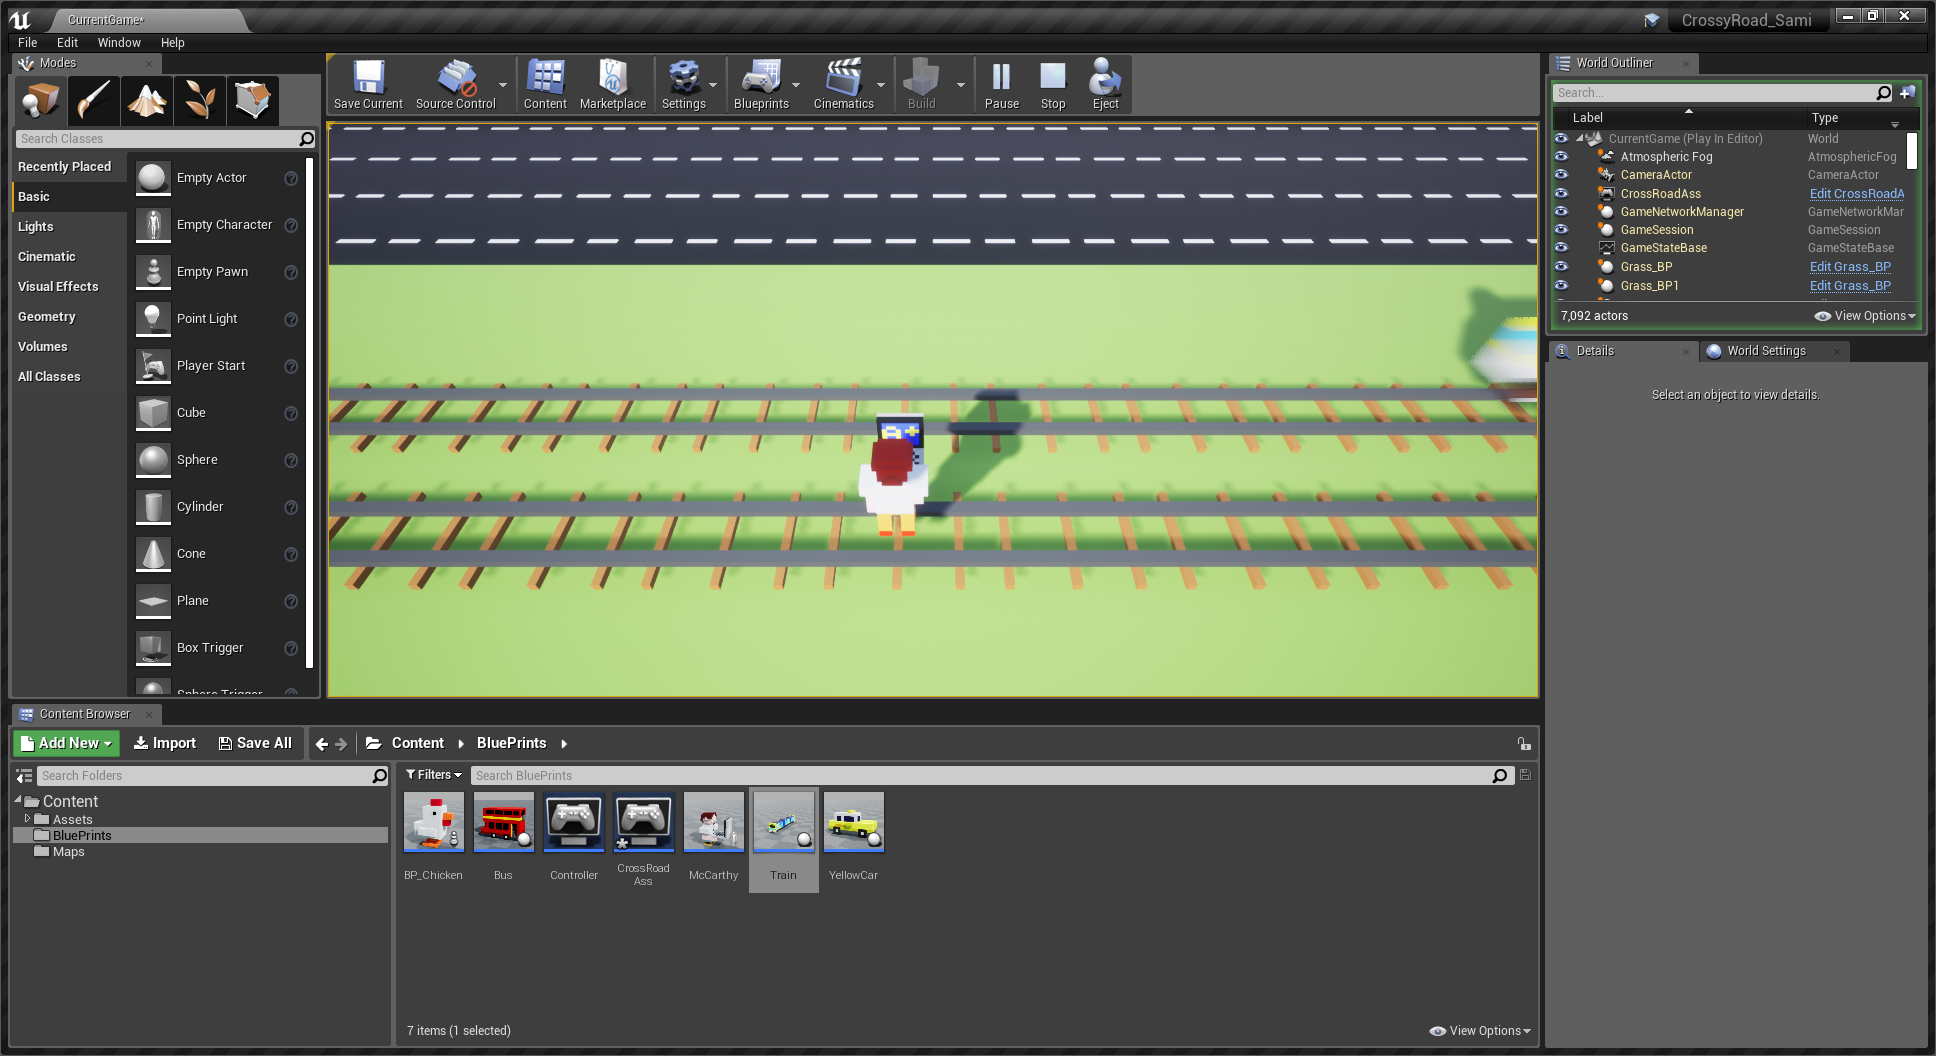 CurrentGame*
CrossyRoad_Sami
File Edit Window Help
Modes
Search Classes
Recently Placed
Basic
Lights
Cinematic
Visual Effects
Geometry
Volumes
All Classes
Empty Actor
Empty Character
Empty Pawn
Point Light
Player Start
Cube
Sphere
Cylinder
Cone
Plane
Box Trigger
Sphere Trigger
Save Current
Source Control
Content
Marketplace
Settings
Blueprints
Cinematics
Build
Pause
Stop
Eject
World Outliner
Search...
Label Type
CurrentGame (Play In Editor) World
Atmospheric Fog AtmosphericFog
CameraActor CameraActor
CrossRoadAss Edit CrossRoadA
GameNetworkManager GameNetworkMar
GameSession GameSession
GameStateBase GameStateBase
Grass_BP Edit Grass_BP
Grass_BP1 Edit Grass_BP
7,092 actors View Options
Details
World Settings
Select an object to view details.
Content Browser
Add New Import Save All Content BluePrints
Search Folders
Content
Assets
BluePrints
Maps
Filters Search BluePrints
BP_Chicken
Bus
Controller
CrossRoad
Ass
McCarthy
Train
YellowCar
7 items (1 selected) View Options